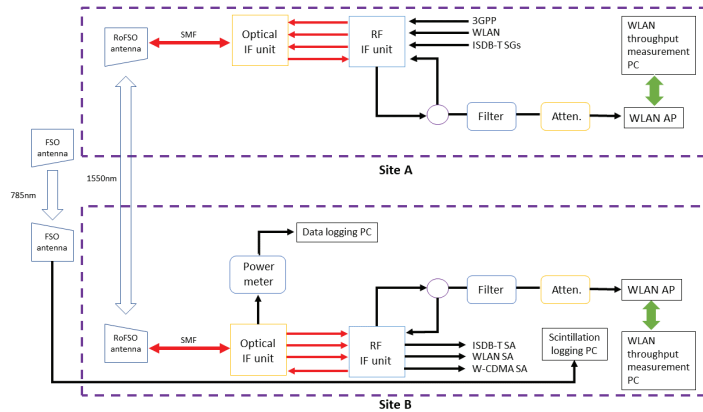 RoFSO
antenna
SMF
Optical
IF unit
RF
IF unit
3GPP
WLAN
ISDB-T SGs
WLAN
throughput
measurement
PC
Filter
Atten.
WLAN AP
Site A
FSO
antenna
785nm
1550nm
FSO
antenna
Data logging PC
Power
meter
Filter
Atten.
WLAN AP
RoFSO
antenna
SMF
Optical
IF unit
RF
IF unit
ISDB-T SA
WLAN SA
W-CDMA SA
Scintillation
logging PC
WLAN
throughput
measurement
PC
Site B